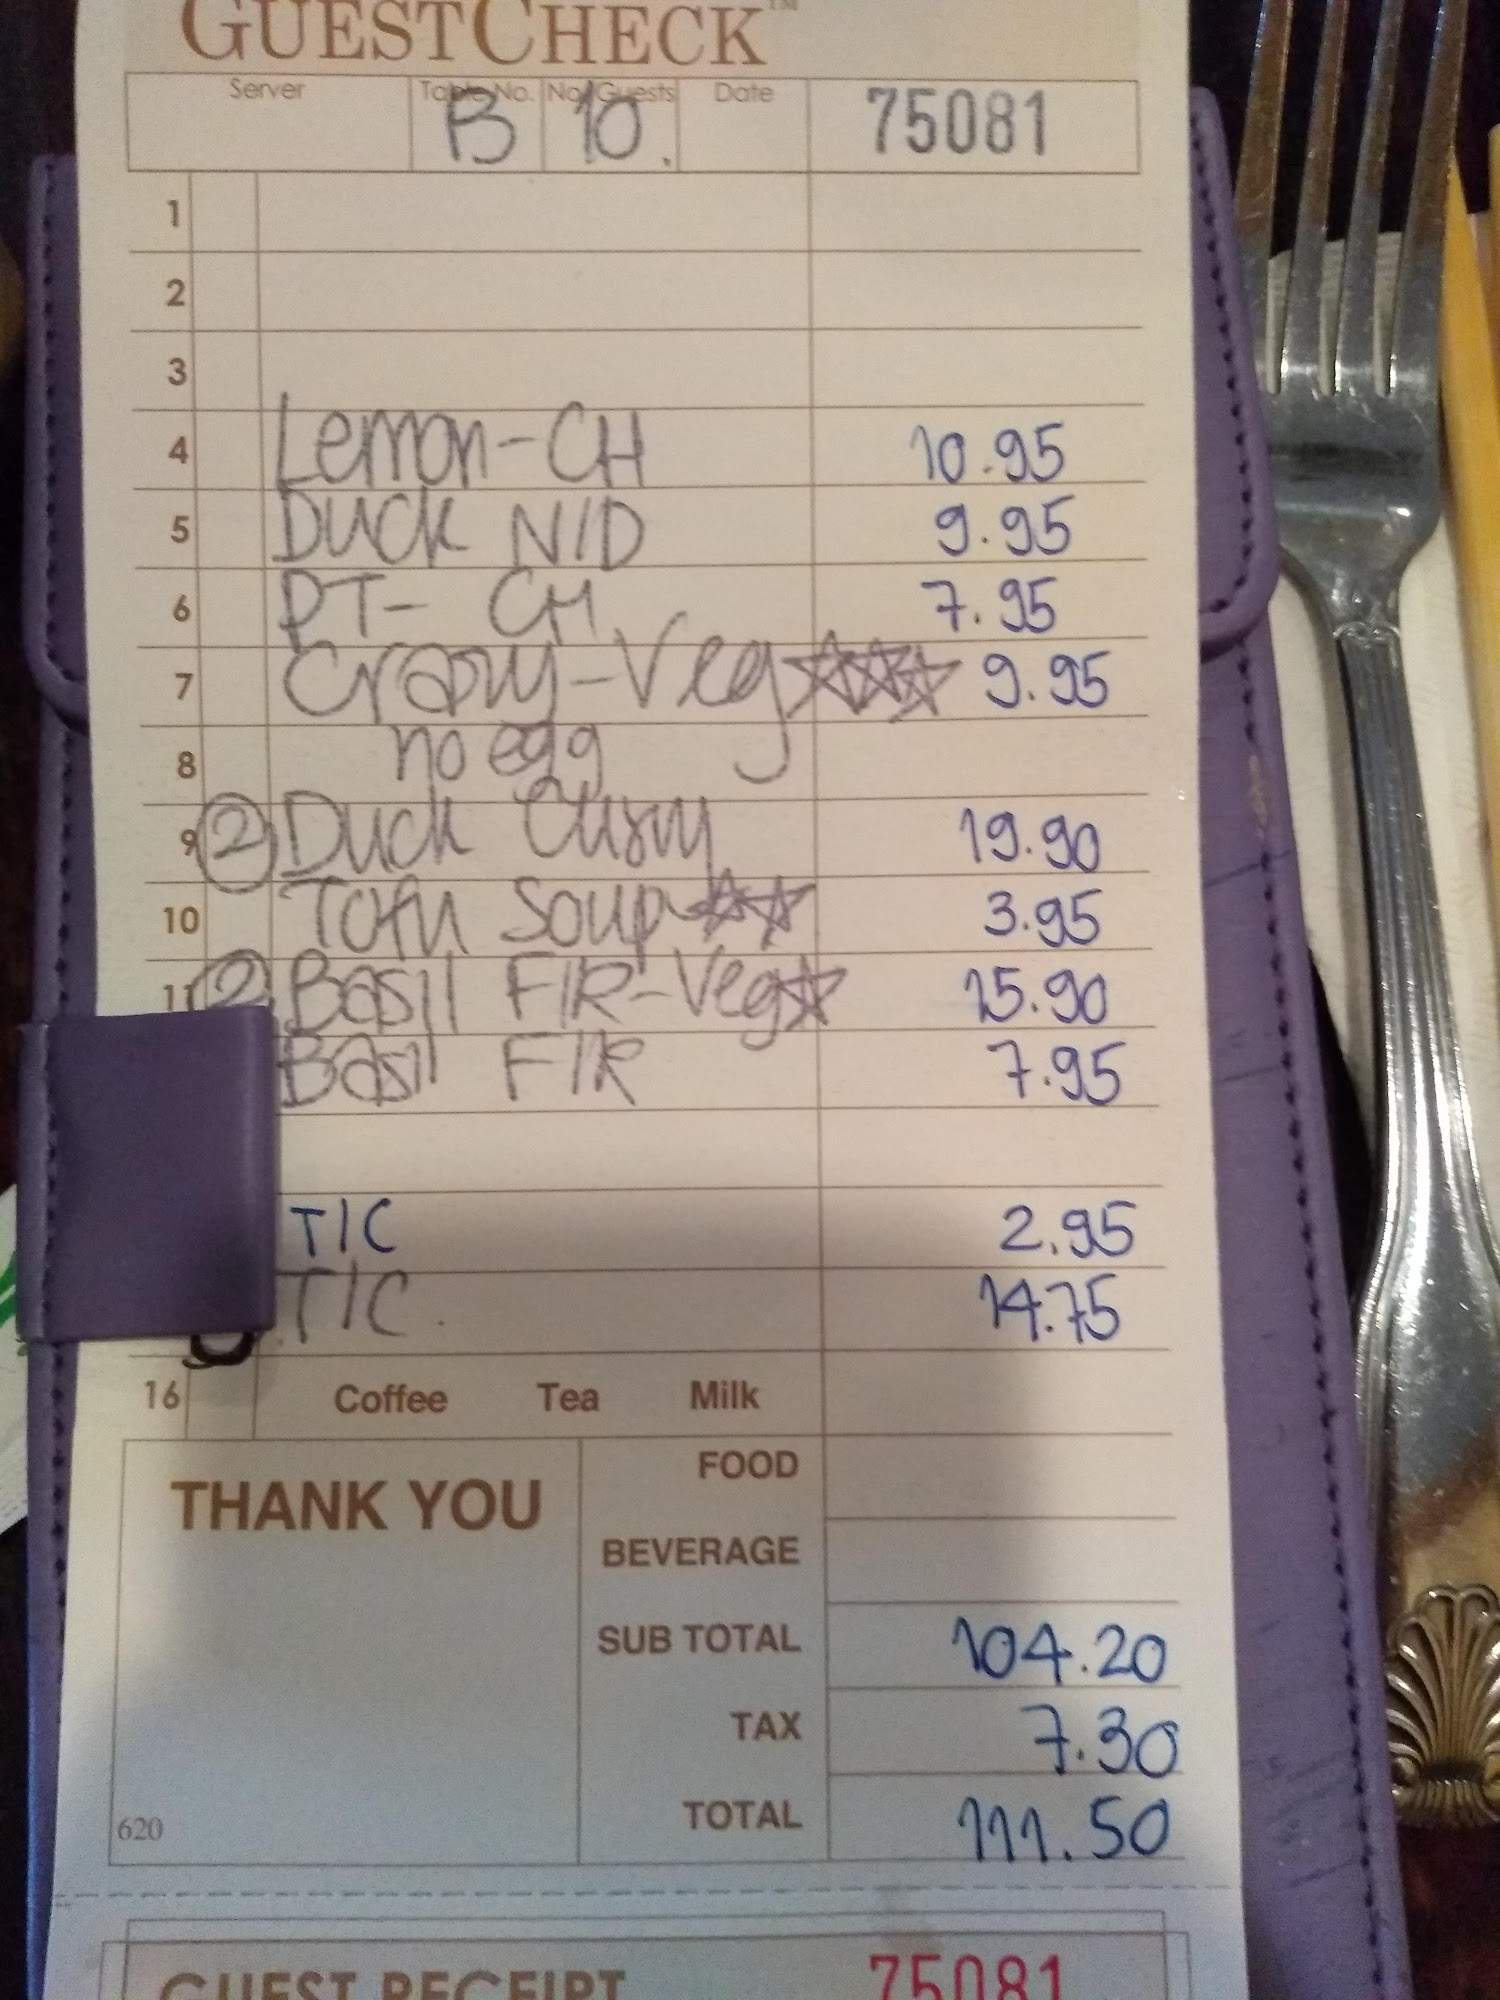 GUESTCHECK™
Server Table No. No. Guests Date
B 10. 75081
1
2
3
4 Lemon-CH 10.95
5 Duck N/D 9.95
6 PT- CH 7.95
7 Crazy-Veg☆☆☆ 9.95
8 no egg
9 ② Duck Curry 19.90
10 Tofu Soup-☆☆ 3.95
11 ② Basil F/R-Veg☆ 15.90
Basil F/R 7.95
T/C 2.95
T/C. 14.75
16 Coffee Tea Milk
THANK YOU
FOOD
BEVERAGE
SUB TOTAL 104.20
TAX 7.30
TOTAL 111.50
620
GUEST RECEIPT 75081